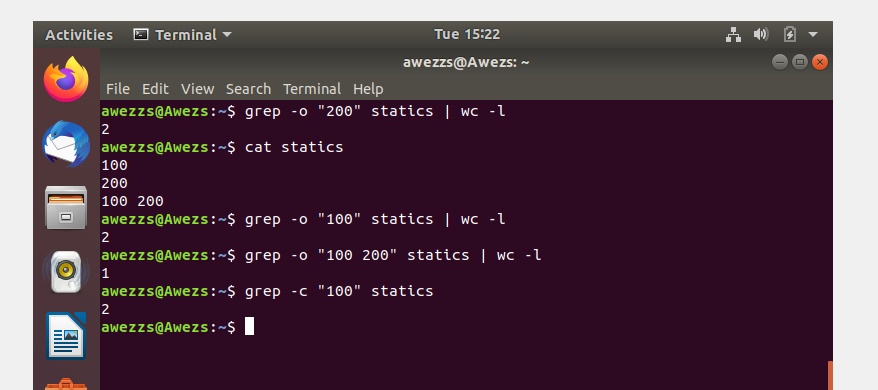 Activities Terminal Tue 15:22
awezzs@Awezs: ~
File Edit View Search Terminal Help
awezzs@Awezs:~$ grep -o "200" statics | wc -l
2
awezzs@Awezs:~$ cat statics
100
200
100 200
awezzs@Awezs:~$ grep -o "100" statics | wc -l
2
awezzs@Awezs:~$ grep -o "100 200" statics | wc -l
1
awezzs@Awezs:~$ grep -c "100" statics
2
awezzs@Awezs:~$